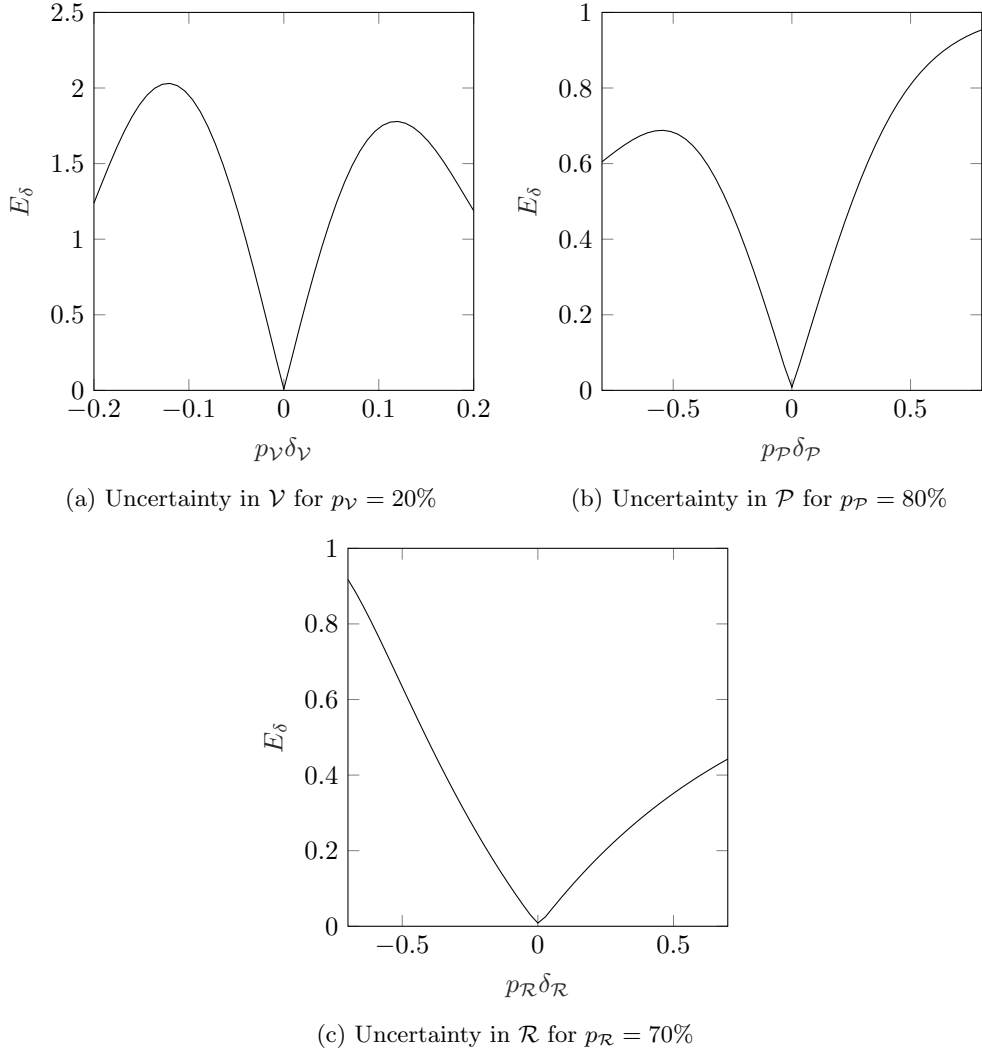 2.5
2
1.5
1
0.5
0
−0.2 −0.1 0 0.1 0.2
E_δ
p_𝒱δ_𝒱
(a) Uncertainty in 𝒱 for p_𝒱 = 20%
1
0.8
0.6
0.4
0.2
0
−0.5 0 0.5
E_δ
p_𝒫δ_𝒫
(b) Uncertainty in 𝒫 for p_𝒫 = 80%
1
0.8
0.6
0.4
0.2
0
−0.5 0 0.5
E_δ
p_ℛδ_ℛ
(c) Uncertainty in ℛ for p_ℛ = 70%